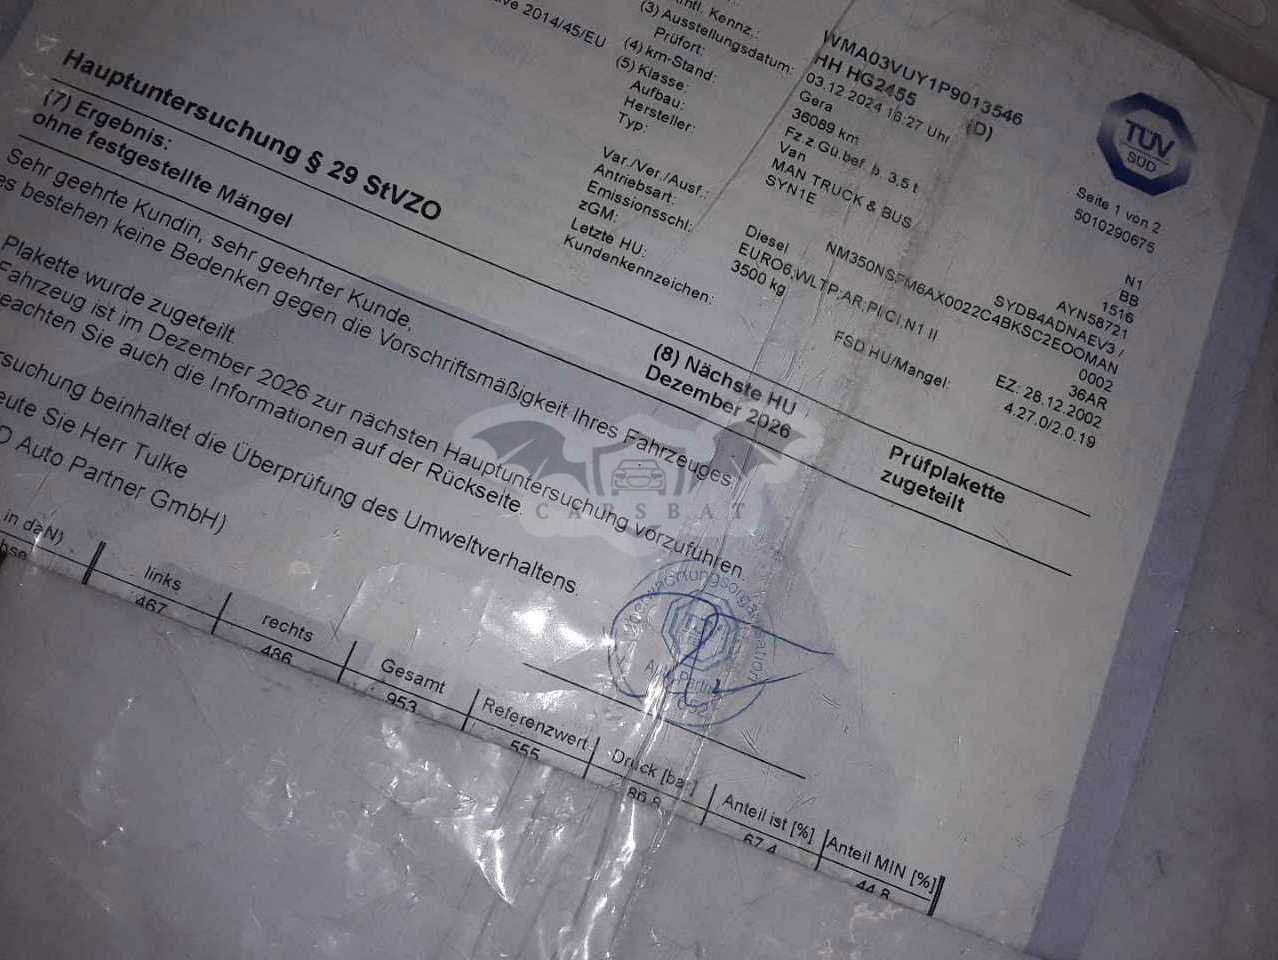 ve 2014/45/EU
mtl. Kennz.:
WMA03VUY1P9013546
(3) Ausstellungsdatum:
HH HG2455 (D)
Prüfort:
03.12.2024 16:27 Uhr
(4) km-Stand:
Gera
(5) Klasse:
36089 km
Aufbau:
Fz.z.Gü.bef. b. 3,5 t
N1
Hersteller:
Van
BB
Typ:
MAN TRUCK & BUS
1516
SYN1E
AYN58721
Var./Ver./Ausf.:
SYDB4ADNAEV3 /
Antriebsart:
Diesel
0002
Emissionsschl:
EURO6;WLTP;AR;PI;CI;N1 II
36AR
zGM:
3500 kg
Letzte HU:
EZ: 28.12.2002
Kundenkennzeichen:
FSD HU/Mangel:
4.27.0/2.0.19
TÜV
SÜD
Seite 1 von 2
5010290675
Hauptuntersuchung § 29 StVZO
(7) Ergebnis:
ohne festgestellte Mängel
(8) Nächste HU
Dezember 2026
Prüfplakette
zugeteilt
Sehr geehrte Kundin, sehr geehrter Kunde,
es bestehen keine Bedenken gegen die Vorschriftsmäßigkeit Ihres Fahrzeuges.
Plakette wurde zugeteilt.
Fahrzeug ist im Dezember 2026 zur nächsten Hauptuntersuchung vorzuführen.
eachten Sie auch die Informationen auf der Rückseite.
rsuchung beinhaltet die Überprüfung des Umweltverhaltens.
eute Sie Herr Tulke
D Auto Partner GmbH)
CARSBAT
in daN)
links
rechts
Gesamt
Referenzwert
Druck [bar]
Anteil ist [%]
Anteil MIN [%]
hse
467
486
953
555
67,4
44,8